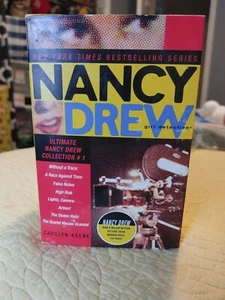 NEW YORK TIMES BESTSELLING SERIES
NANCY
DREW
girl detective
ULTIMATE
NANCY DREW
COLLECTION # 1
Without a Trace
A Race Against Time
False Notes
High Risk
Lights, Camera . . .
Action!
The Stolen Relic
The Scarlet Macaw Scandal
NANCY DREW
CAROLYN KEENE